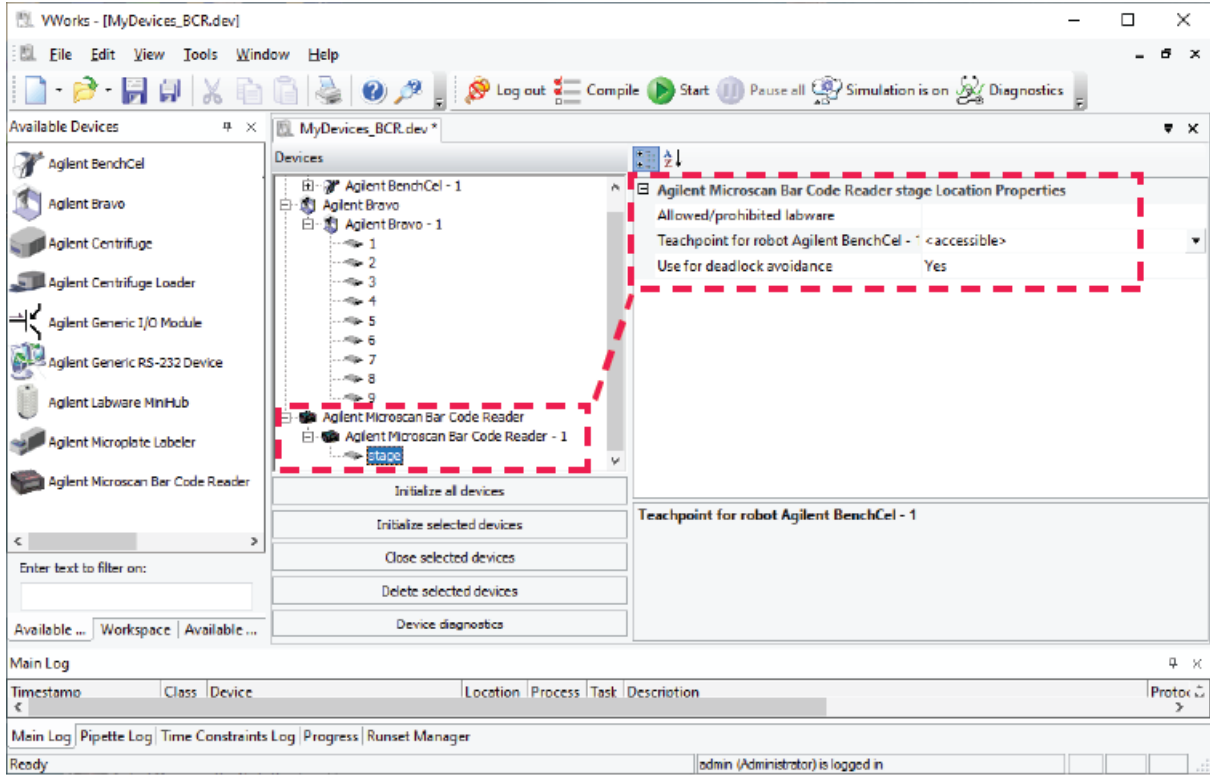 VWorks - [MyDevices_BCR.dev]
File Edit View Tools Window Help
Log out Compile Start Pause all Simulation is on Diagnostics
Available Devices
Agilent BenchCel
Agilent Bravo
Agilent Centrifuge
Agilent Centrifuge Loader
Agilent Generic I/O Module
Agilent Generic RS-232 Device
Agilent Labware MiniHub
Agilent Microplate Labeler
Agilent Microscan Bar Code Reader
Enter text to filter on:
Available ... Workspace Available ...
MyDevices_BCR.dev *
Devices
Agilent BenchCel - 1
Agilent Bravo
Agilent Bravo - 1
1
2
3
4
5
6
7
8
9
Agilent Microscan Bar Code Reader
Agilent Microscan Bar Code Reader - 1
stage
Initialize all devices
Initialize selected devices
Close selected devices
Delete selected devices
Device diagnostics
Agilent Microscan Bar Code Reader stage Location Properties
Allowed/prohibited labware
Teachpoint for robot Agilent BenchCel - 1 <accessible>
Use for deadlock avoidance Yes
Teachpoint for robot Agilent BenchCel - 1
Main Log
Timestamp Class Device Location Process Task Description Protoc
Main Log Pipette Log Time Constraints Log Progress Runset Manager
Ready admin (Administrator) is logged in